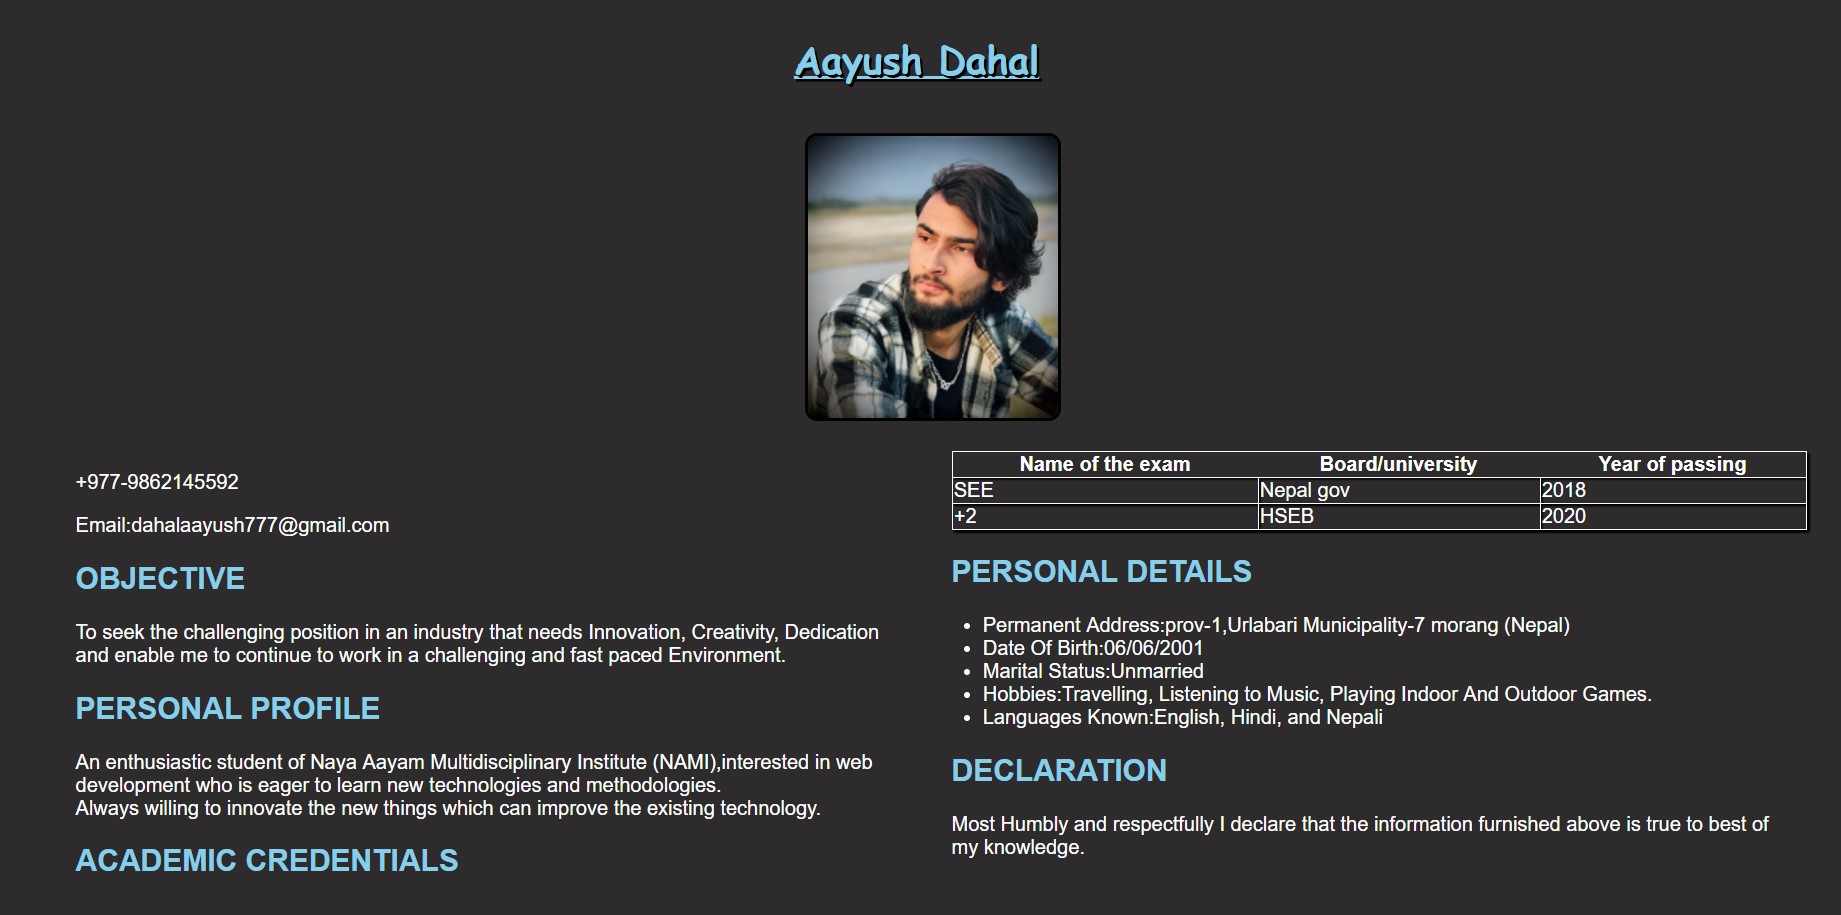 Aayush Dahal
+977-9862145592
Email:dahalaayush777@gmail.com
OBJECTIVE
To seek the challenging position in an industry that needs Innovation, Creativity, Dedication
and enable me to continue to work in a challenging and fast paced Environment.
PERSONAL PROFILE
An enthusiastic student of Naya Aayam Multidisciplinary Institute (NAMI),interested in web
development who is eager to learn new technologies and methodologies.
Always willing to innovate the new things which can improve the existing technology.
ACADEMIC CREDENTIALS
Name of the exam Board/university Year of passing
SEE Nepal gov 2018
+2 HSEB 2020
PERSONAL DETAILS
• Permanent Address:prov-1,Urlabari Municipality-7 morang (Nepal)
• Date Of Birth:06/06/2001
• Marital Status:Unmarried
• Hobbies:Travelling, Listening to Music, Playing Indoor And Outdoor Games.
• Languages Known:English, Hindi, and Nepali
DECLARATION
Most Humbly and respectfully I declare that the information furnished above is true to best of
my knowledge.